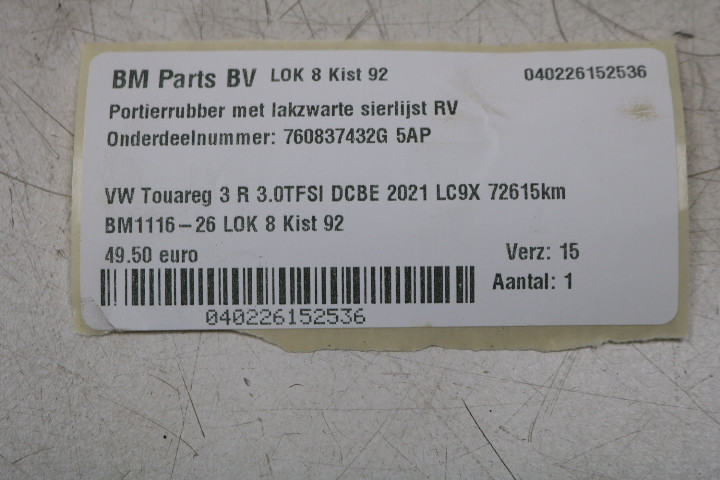 BM Parts BV LOK 8 Kist 92 040226152536
Portierrubber met lakzwarte sierlijst RV
Onderdeelnummer: 760837432G 5AP
VW Touareg 3 R 3.0TFSI DCBE 2021 LC9X 72615km
BM1116-26 LOK 8 Kist 92
49.50 euro Verz: 15
Aantal: 1
040226152536